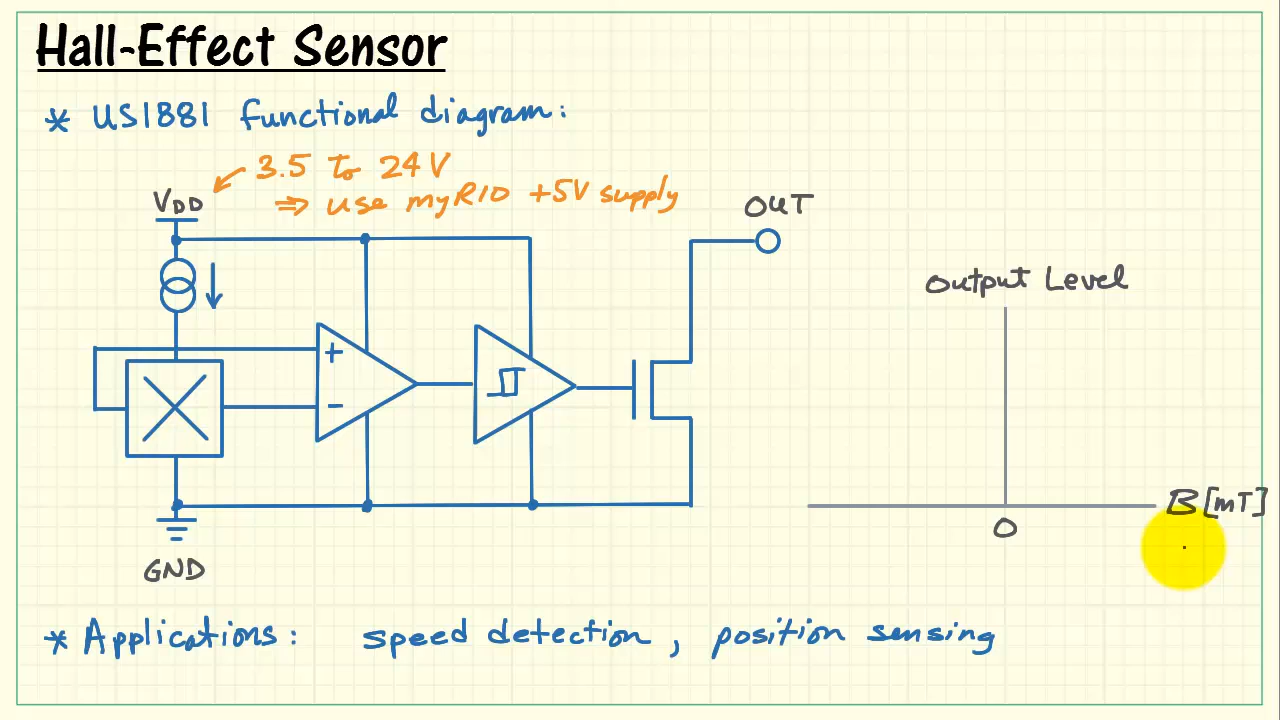 Hall-Effect Sensor
* US1881 functional diagram:
3.5 to 24V
⇒ use myRIO +5V supply
VDD
OUT
Output Level
+
-
B [mT]
0
GND
* Applications: speed detection, position sensing